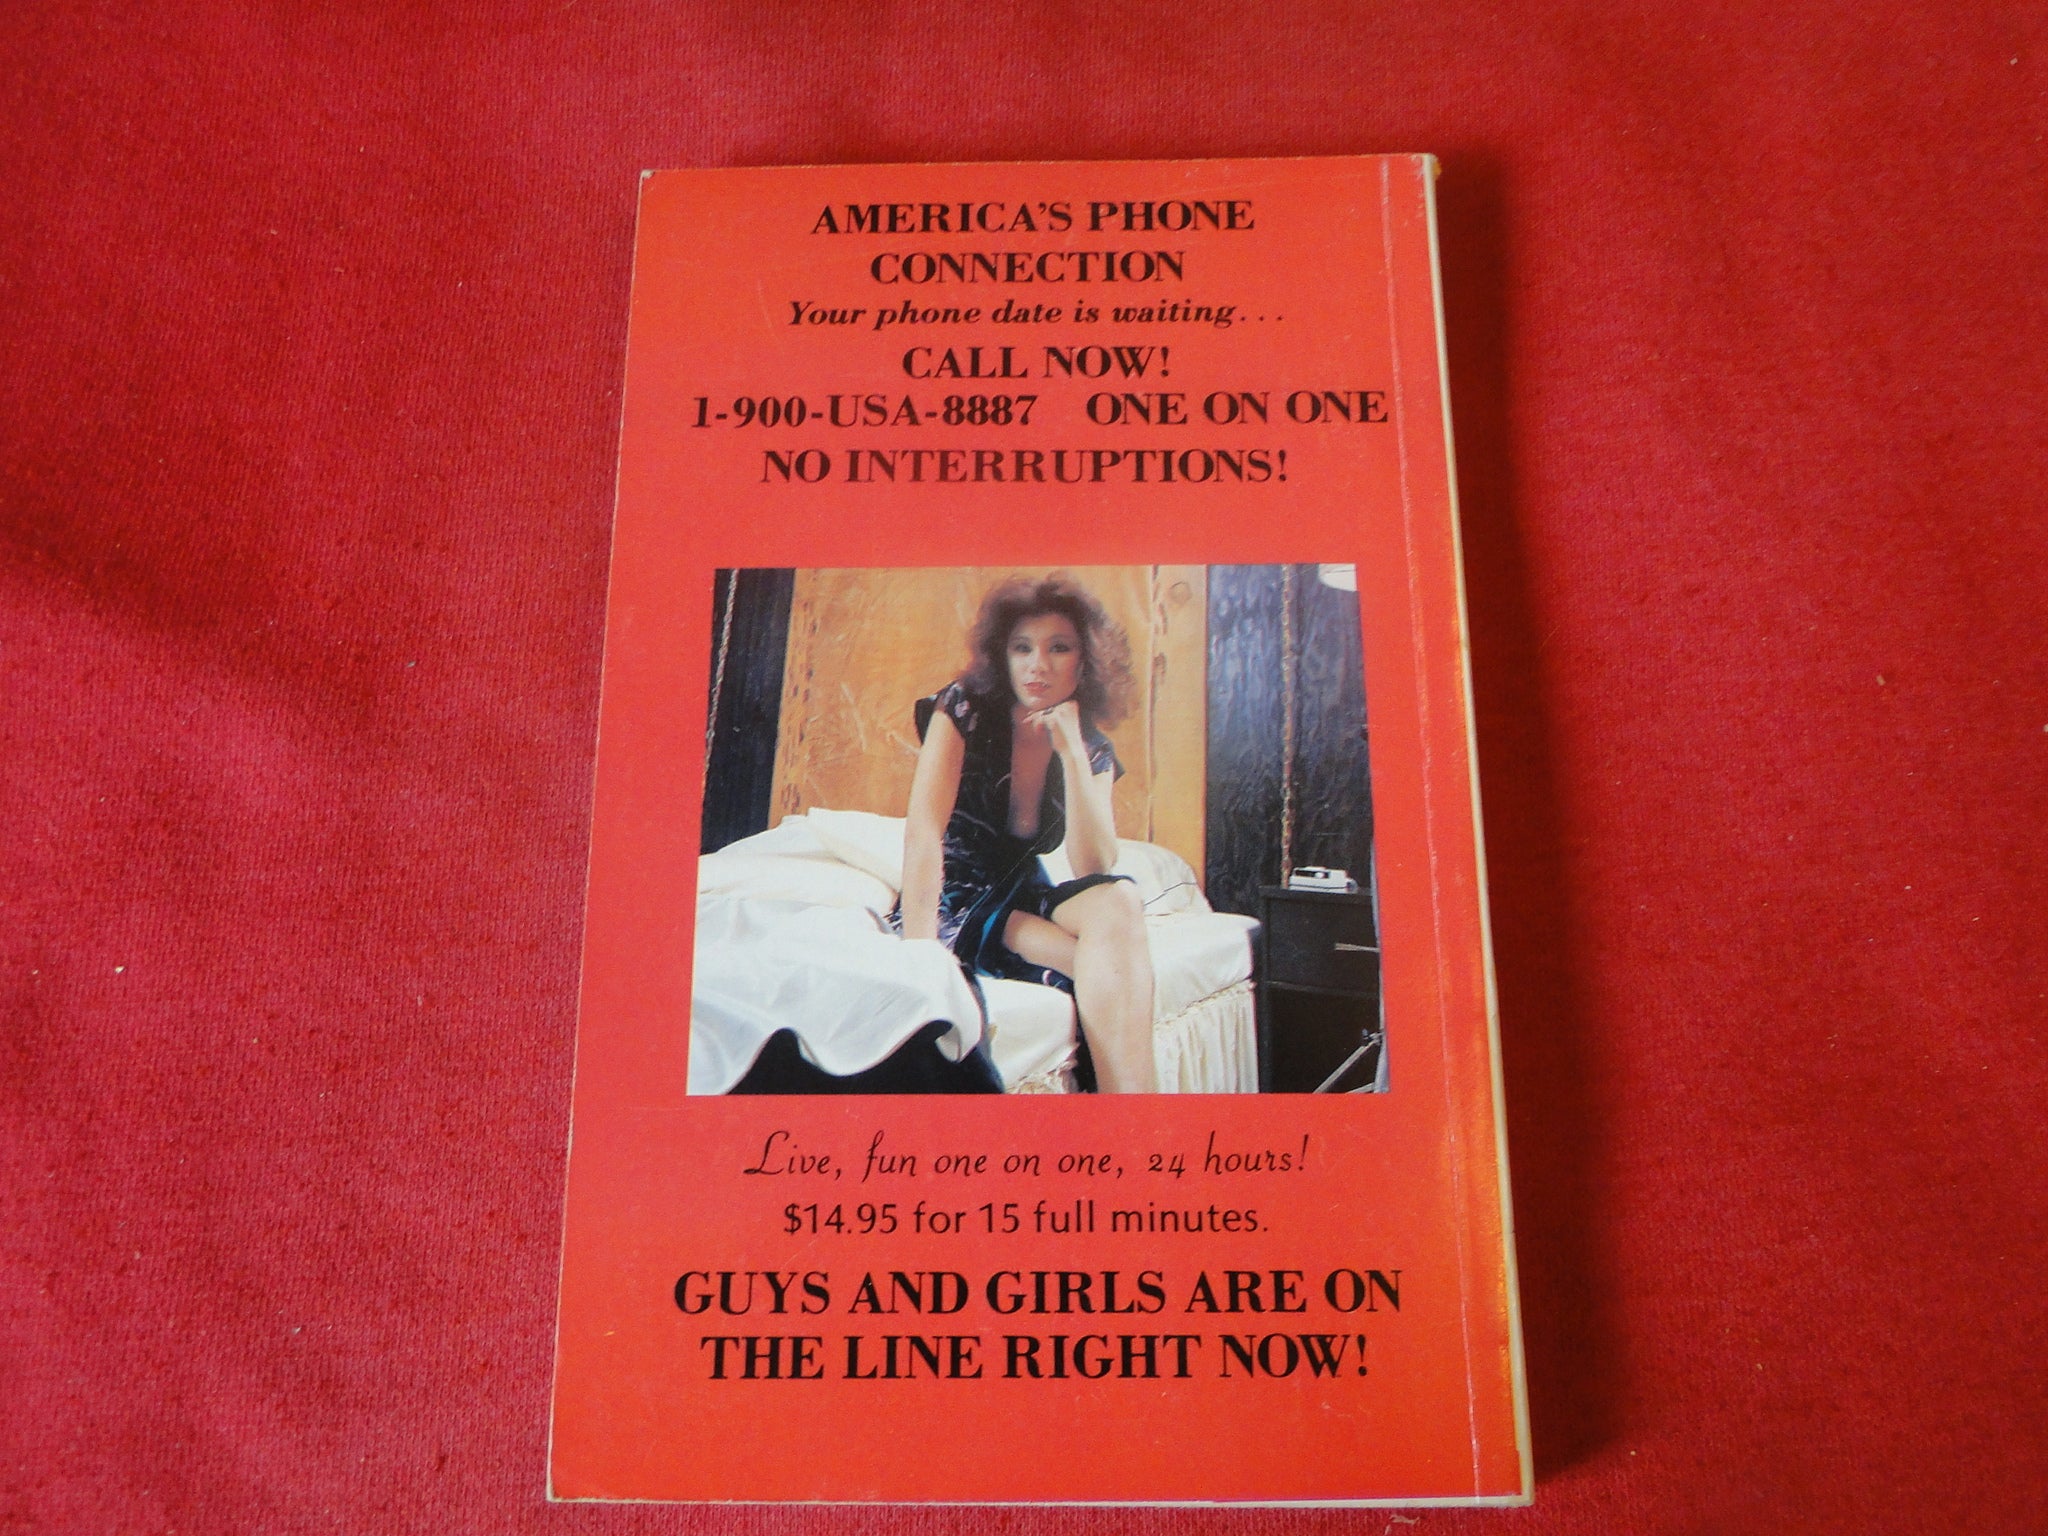 AMERICA'S PHONE
CONNECTION
Your phone date is waiting...
CALL NOW!
1-900-USA-8887 ONE ON ONE
NO INTERRUPTIONS!
Live, fun one on one, 24 hours!
$14.95 for 15 full minutes.
GUYS AND GIRLS ARE ON
THE LINE RIGHT NOW!